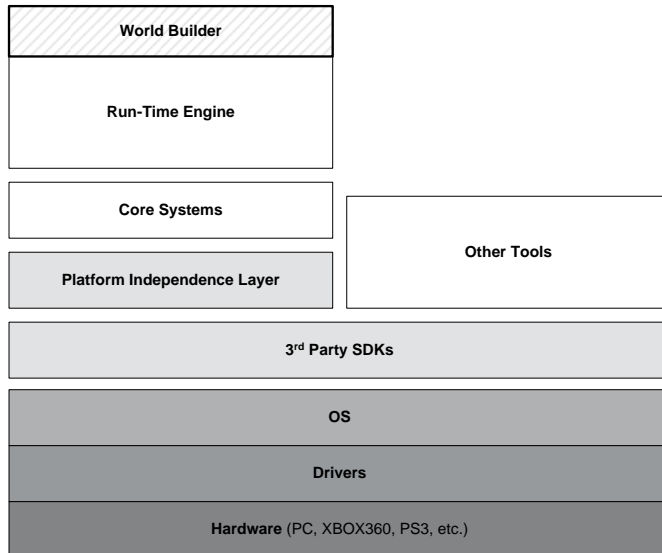 World Builder
Run-Time Engine
Core Systems
Other Tools
Platform Independence Layer
3rd Party SDKs
OS
Drivers
Hardware (PC, XBOX360, PS3, etc.)